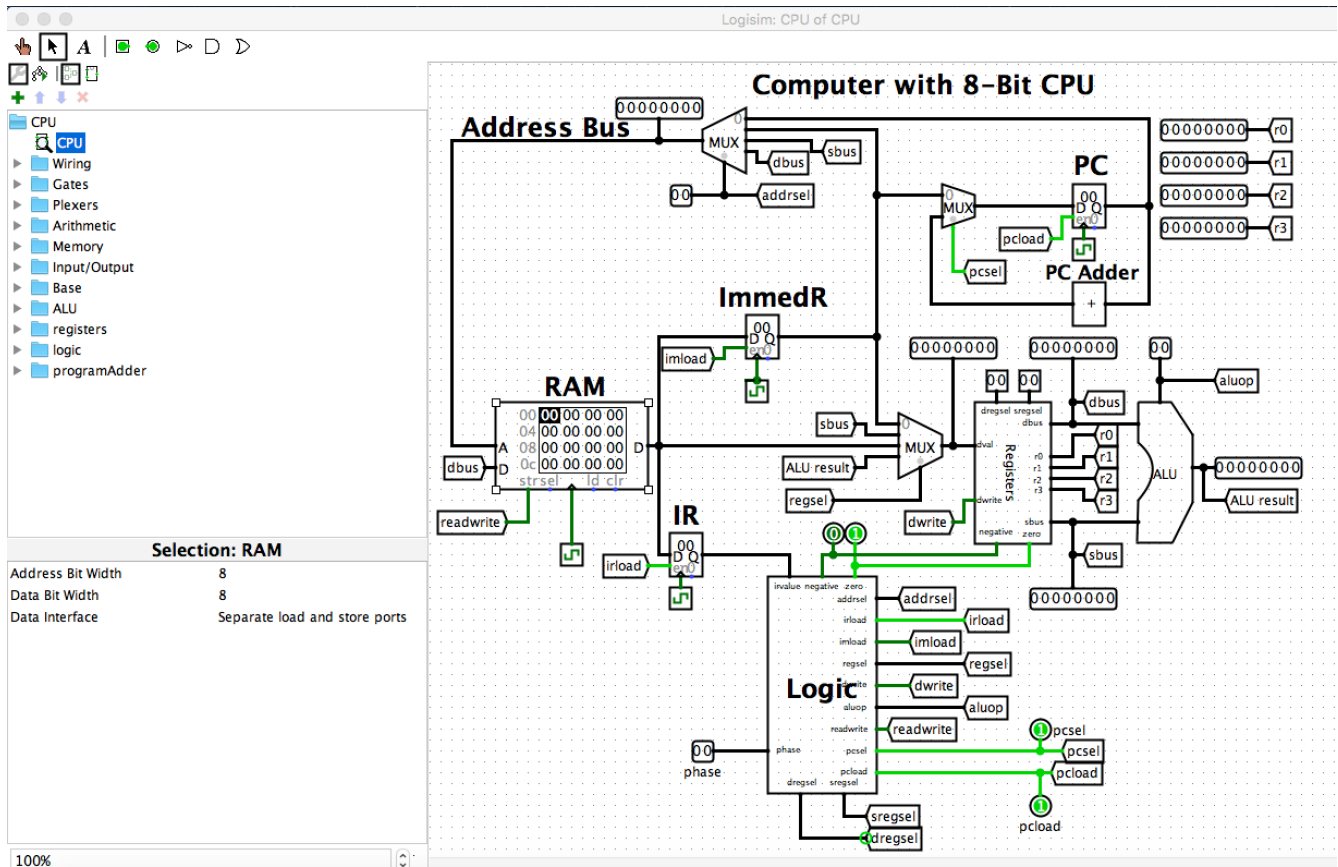 Logisim: CPU of CPU
A
CPU
CPU
Wiring
Gates
Plexers
Arithmetic
Memory
Input/Output
Base
ALU
registers
logic
programAdder
Selection: RAM
Address Bit Width 8
Data Bit Width 8
Data Interface Separate load and store ports
100%
Computer with 8-Bit CPU
00000000
Address Bus
MUX
0
sbus
dbus
00
addrsel
00000000 r0
00000000 r1
00000000 r2
00000000 r3
PC
0
MUX
00
D Q
en0
pcload
pcsel
PC Adder
+
ImmedR
00
D Q
en0
imload
RAM
00 00 00 00 00
04 00 00 00 00
08 00 00 00 00
0c 00 00 00 00
A
D
D
str sel ld clr
dbus
readwrite
IR
00
D Q
en0
irload
00000000
00000000
00
aluop
sbus
0
MUX
ALU result
regsel
00 00
dregsel sregsel
dbus
dval
Registers
r0
r1
r2
r3
dwrite
sbus
negative zero
dwrite
dbus
r0
r1
r2
r3
ALU
00000000
ALU result
sbus
00000000
0 1
irvalue negative zero
addrsel
irload
imload
regsel
dwrite
aluop
readwrite
pcsel
pcload
phase
dregsel sregsel
Logic
addrsel
irload
imload
regsel
dwrite
aluop
readwrite
1 pcsel
pcsel
pcload
1
pcload
00
phase
sregsel
dregsel